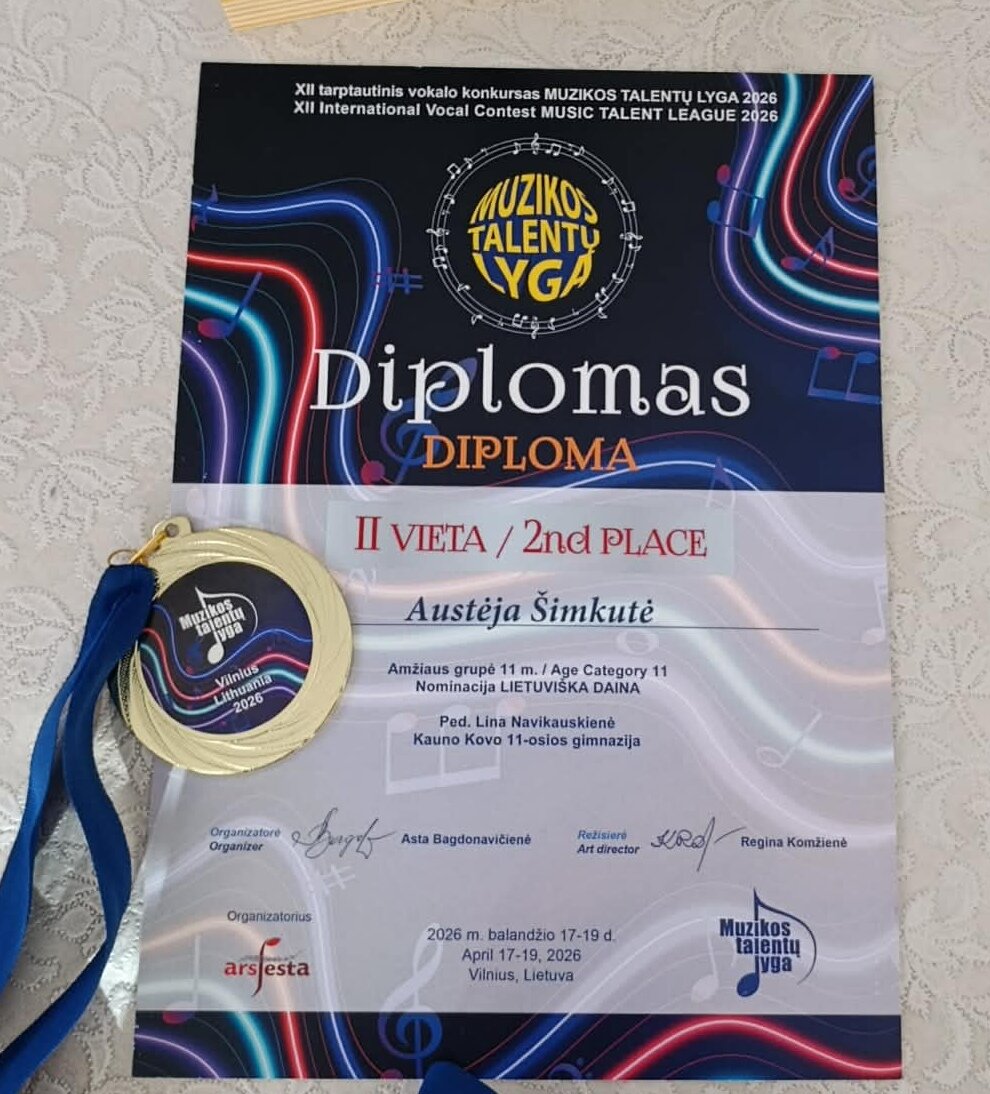 XII tarptautinis vokalo konkursas MUZIKOS TALENTŲ LYGA 2026
XII International Vocal Contest MUSIC TALENT LEAGUE 2026
MUZIKOS
TALENTŲ
LYGA
Diplomas
DIPLOMA
II VIETA / 2nd PLACE
Austėja Šimkutė
Amžiaus grupė 11 m. / Age Category 11
Nominacija LIETUVIŠKA DAINA
Ped. Lina Navikauskienė
Kauno Kovo 11-osios gimnazija
Muzikos
talentų
lyga
Vilnius
Lithuania
2026
Organizatorė
Organizer
Asta Bagdonavičienė
Režisierė
Art director
Regina Komžienė
Organizatorius
arsfesta
2026 m. balandžio 17-19 d.
April 17-19, 2026
Vilnius, Lietuva
Muzikos
talentų
lyga